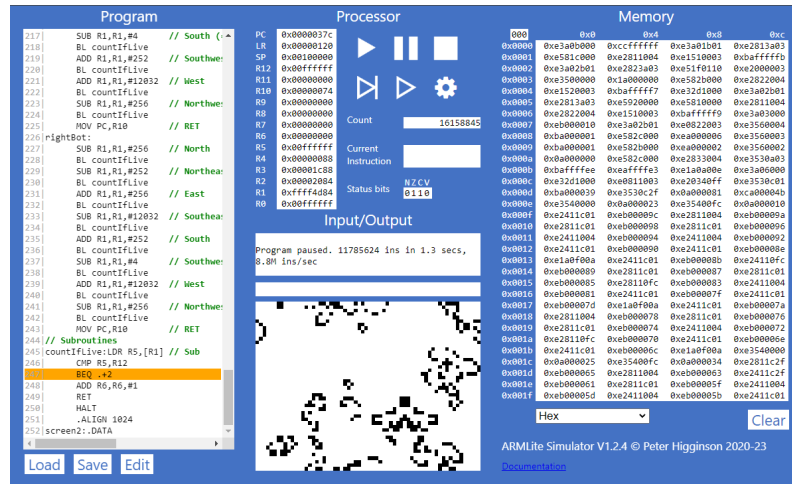 Program
217| SUB R1,R1,#4 // South (
218| BL countIfLive
219| ADD R1,R1,#252 // Southwe
220| BL countIfLive
221| ADD R1,R1,#12032 // West
222| BL countIfLive
223| SUB R1,R1,#256 // Northwe
224| BL countIfLive
225| MOV PC,R10 // RET
226| rightBot:
227| SUB R1,R1,#256 // North
228| BL countIfLive
229| SUB R1,R1,#252 // Northea
230| BL countIfLive
231| ADD R1,R1,#256 // East
232| BL countIfLive
233| SUB R1,R1,#12032 // Southea
234| BL countIfLive
235| ADD R1,R1,#252 // South
236| BL countIfLive
237| SUB R1,R1,#4 // Southwe
238| BL countIfLive
239| ADD R1,R1,#12032 // West
240| BL countIfLive
241| SUB R1,R1,#256 // Northwe
242| BL countIfLive
243| MOV PC,R10 // RET
244| // Subroutines
245| countIfLive:LDR R5,[R1] // Sub
246| CMP R5,R12
BEQ .+2
248| ADD R6,R6,#1
249| RET
250| HALT
251| .ALIGN 1024
252| screen2:.DATA
Load Save Edit
Processor
PC 0x0000037c
LR 0x00000120
SP 0x00100000
R12 0x00ffffff
R11 0x00000000
R10 0x00000074
R9 0x00000000
R8 0x00000000
R7 0x00000000
R6 0x00000000
R5 0x00ffffff
R4 0x00000088
R3 0x00001c88
R2 0x00002084
R1 0xffff4d84
R0 0x00ffffff
Count 16158845
Current
Instruction
Status bits
NZCV
0110
Input/Output
Program paused. 11785624 ins in 1.3 secs,
8.8M ins/sec
Memory
000 0x0 0x4 0x8 0xc
0x0000 0xe3a0b000 0xccffffff 0xe3a01b01 0xe2813a03
0x0001 0xe581c000 0xe2811004 0xe1510003 0xbafffffb
0x0002 0xe3a02b01 0xe2823a03 0xe51f0110 0xe2000003
0x0003 0xe3500000 0x1a000000 0xe582b000 0xe2822004
0x0004 0xe1520003 0xbafffff7 0xe32d1000 0xe3a02b01
0x0005 0xe2813a03 0xe5920000 0xe5810000 0xe2811004
0x0006 0xe2822004 0xe1510003 0xbafffff9 0xe3a03000
0x0007 0xeb000010 0xe3a02b01 0xe0822003 0xe3560004
0x0008 0xba000001 0xe582c000 0xea000006 0xe3560003
0x0009 0xba000001 0xe582b000 0xea000002 0xe3560002
0x000a 0x0a000000 0xe582c000 0xe2833004 0xe3530a03
0x000b 0xbaffffee 0xeaffffe3 0xe1a0a00e 0xe3a06000
0x000c 0xe32d1000 0xe0811003 0xe20340ff 0xe3530c01
0x000d 0xba000039 0xe3530c2f 0x0a000081 0xca00004b
0x000e 0xe3540000 0x0a000023 0xe35400fc 0x0a000010
0x000f 0xe2411c01 0xeb00009c 0xe2811004 0xeb00009a
0x0010 0xe2811c01 0xeb000098 0xe2811c01 0xeb000096
0x0011 0xe2411004 0xeb000094 0xe2411004 0xeb000092
0x0012 0xe2411c01 0xeb000090 0xe2411c01 0xeb00008e
0x0013 0xe1a0f00a 0xe2411c01 0xeb00008b 0xe24110fc
0x0014 0xeb000089 0xe2811c01 0xeb000087 0xe2811c01
0x0015 0xeb000085 0xe28110fc 0xeb000083 0xe2411004
0x0016 0xeb000081 0xe2411c01 0xeb00007f 0xe2411c01
0x0017 0xeb00007d 0xe1a0f00a 0xe2411c01 0xeb00007a
0x0018 0xe2811004 0xeb000078 0xe2811c01 0xeb000076
0x0019 0xe2811c01 0xeb000074 0xe2411004 0xeb000072
0x001a 0xe28110fc 0xeb000070 0xe2411c01 0xeb00006e
0x001b 0xe2411c01 0xeb00006c 0xe1a0f00a 0xe3540000
0x001c 0x0a000025 0xe35400fc 0x0a000034 0xe2811c2f
0x001d 0xeb000065 0xe2811004 0xeb000063 0xe2411c2f
0x001e 0xeb000061 0xe2811c01 0xeb00005f 0xe2411004
0x001f 0xeb00005d 0xe2411004 0xeb00005b 0xe2411c01
Hex
Clear
ARMLite Simulator V1.2.4 © Peter Higginson 2020-23
Documentation